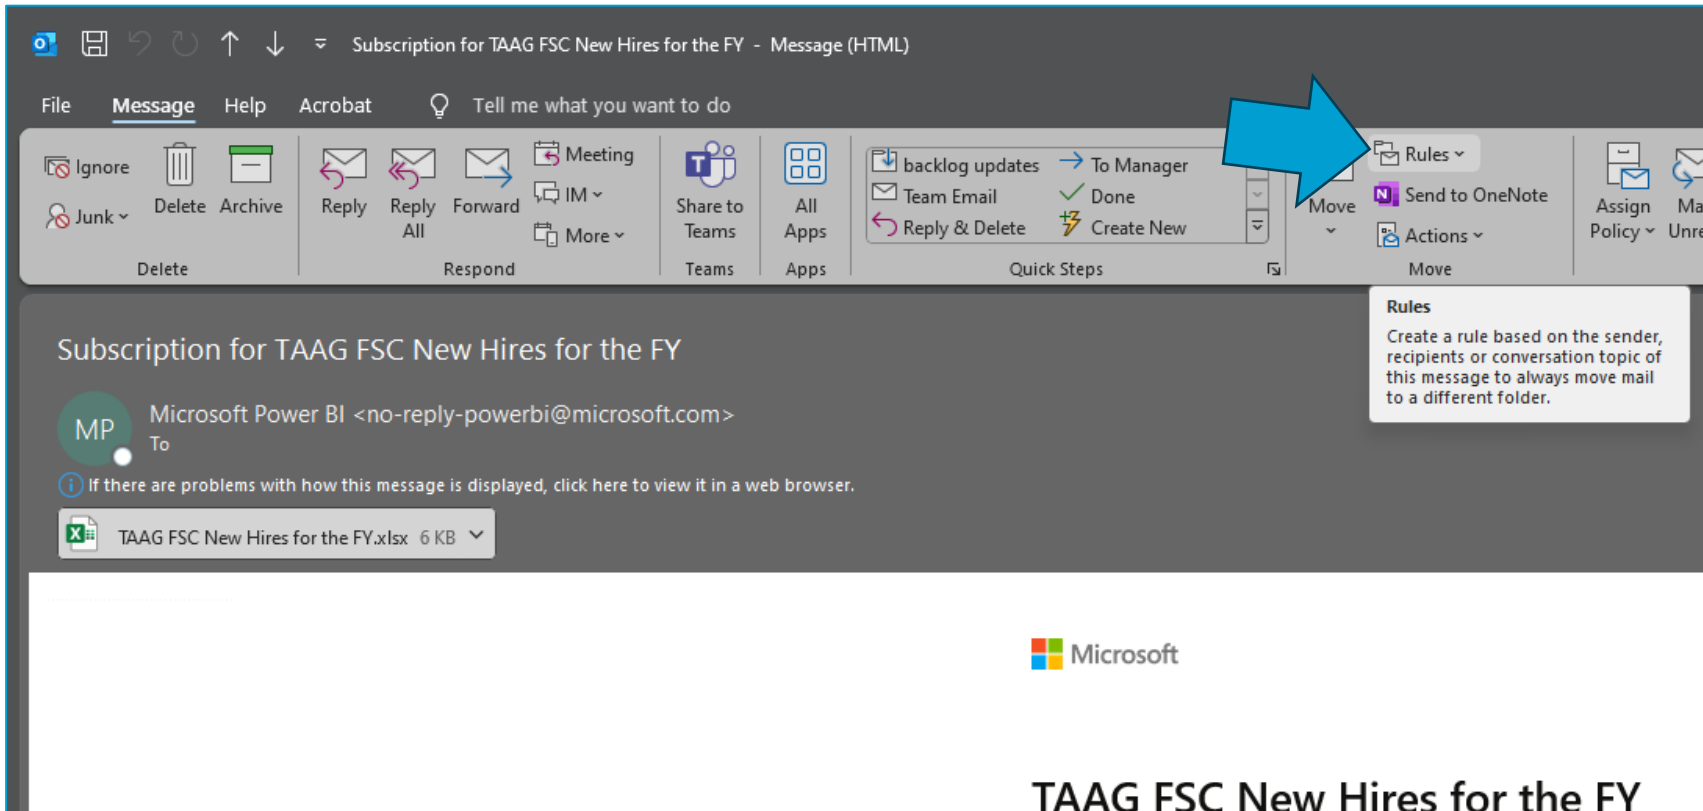 Subscription for TAAG FSC New Hires for the FY - Message (HTML)
File Message Help Acrobat Tell me what you want to do
Ignore
Junk
Delete
Archive
Delete
Reply
Reply All
Forward
Meeting
IM
More
Respond
Share to Teams
Teams
All Apps
Apps
backlog updates
Team Email
Reply & Delete
To Manager
Done
Create New
Quick Steps
Move
Rules
Send to OneNote
Actions
Move
Assign Policy
Rules
Create a rule based on the sender,
recipients or conversation topic of
this message to always move mail
to a different folder.
Subscription for TAAG FSC New Hires for the FY
MP
Microsoft Power BI <no-reply-powerbi@microsoft.com>
To
If there are problems with how this message is displayed, click here to view it in a web browser.
TAAG FSC New Hires for the FY.xlsx 6 KB
Microsoft
TAAG FSC New Hires for the FY